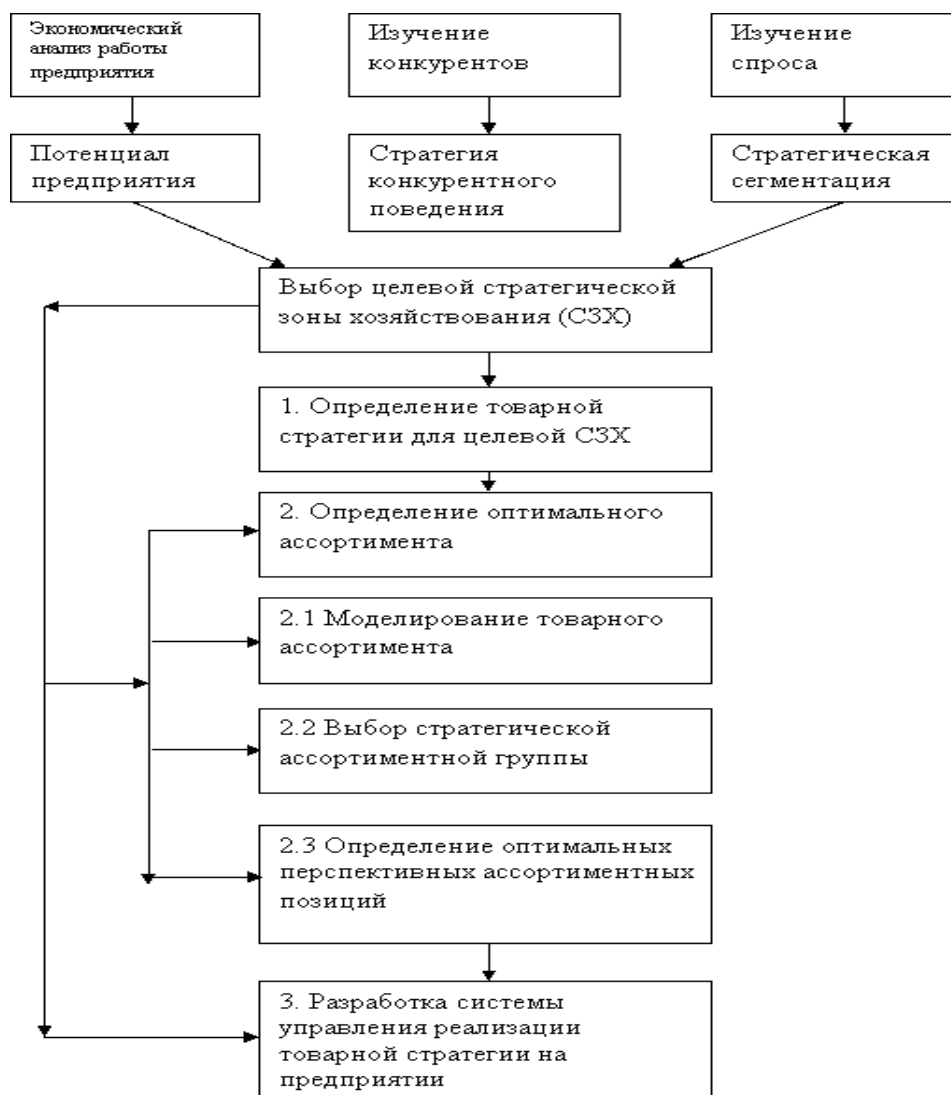 Экономический
анализ работы
предприятия
Изучение
конкурентов
Изучение
спроса
Потенциал
предприятия
Стратегия
конкурентного
поведения
Стратегическая
сегментация
Выбор целевой стратегической
зоны хозяйствования (СЗХ)
1. Определение товарной
стратегии для целевой СЗХ
2. Определение оптимального
ассортимента
2.1 Моделирование товарного
ассортимента
2.2 Выбор стратегической
ассортиментной группы
2.3 Определение оптимальных
перспективных ассортиментных
позиций
3. Разработка системы
управления реализации
товарной стратегии на
предприятии